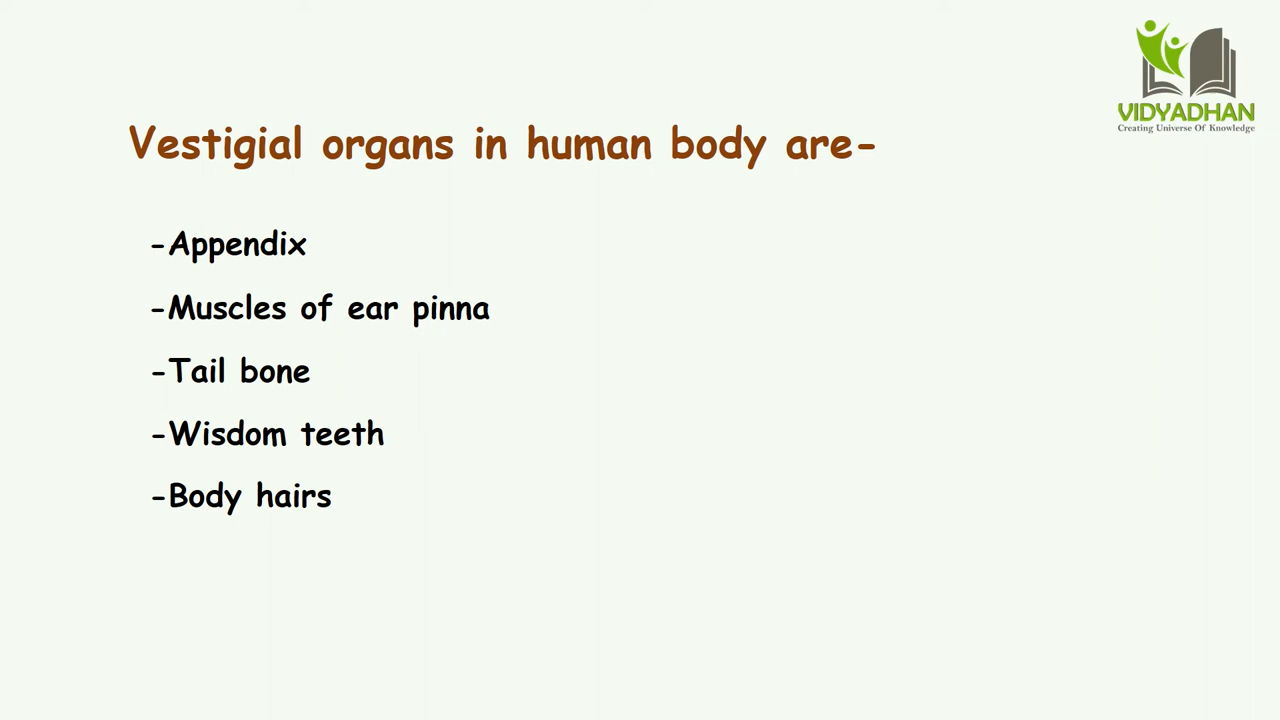 VIDYADHAN
Creating Universe Of Knowledge
Vestigial organs in human body are-
-Appendix
-Muscles of ear pinna
-Tail bone
-Wisdom teeth
-Body hairs